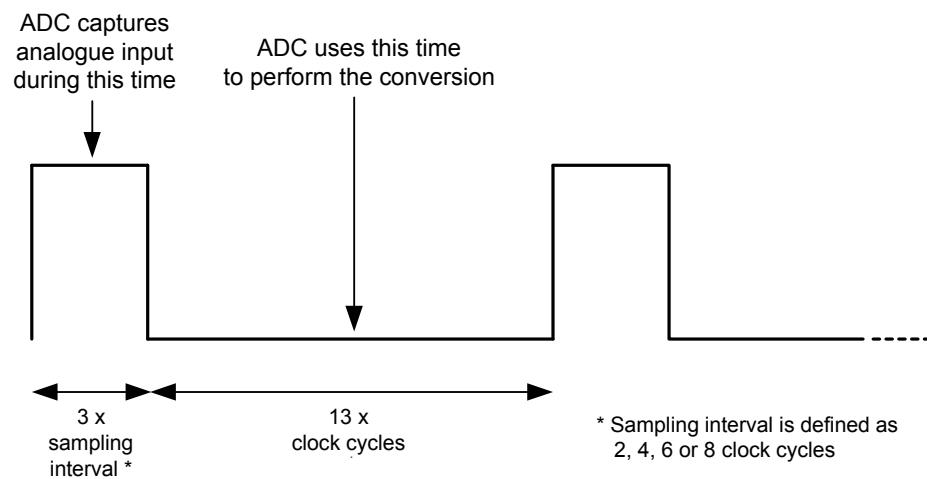 ADC captures
analogue input
during this time
ADC uses this time
to perform the conversion
3 x
sampling
interval *
13 x
clock cycles
* Sampling interval is defined as
2, 4, 6 or 8 clock cycles